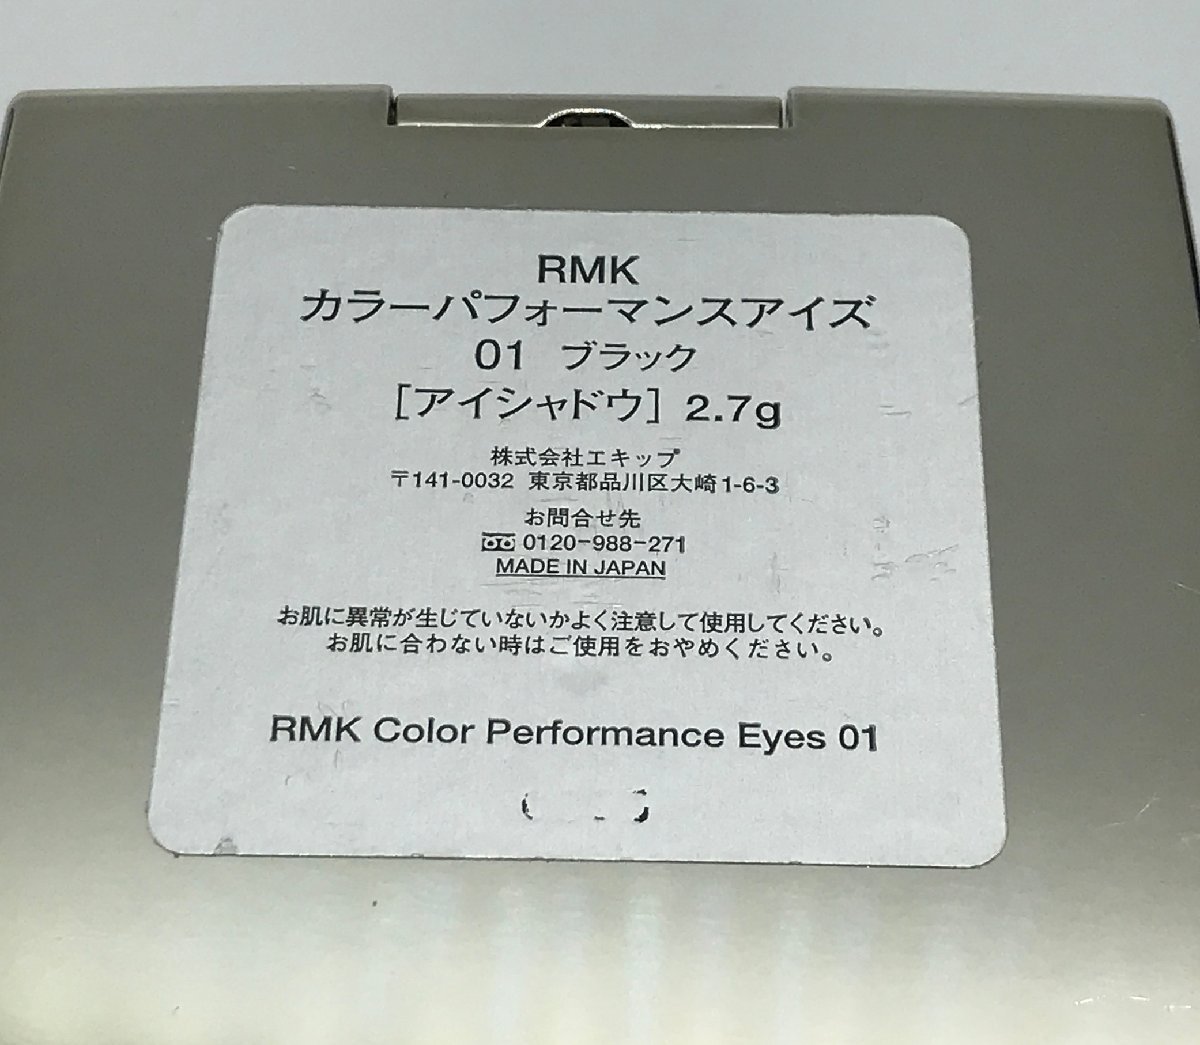 RMK
カラーパフォーマンスアイズ
01 ブラック
[アイシャドウ] 2.7g
株式会社エキップ
〒141-0032 東京都品川区大崎1-6-3
お問合せ先
0120-988-271
MADE IN JAPAN
お肌に異常が生じていないかよく注意して使用してください。
お肌に合わない時はご使用をおやめください。
RMK Color Performance Eyes 01